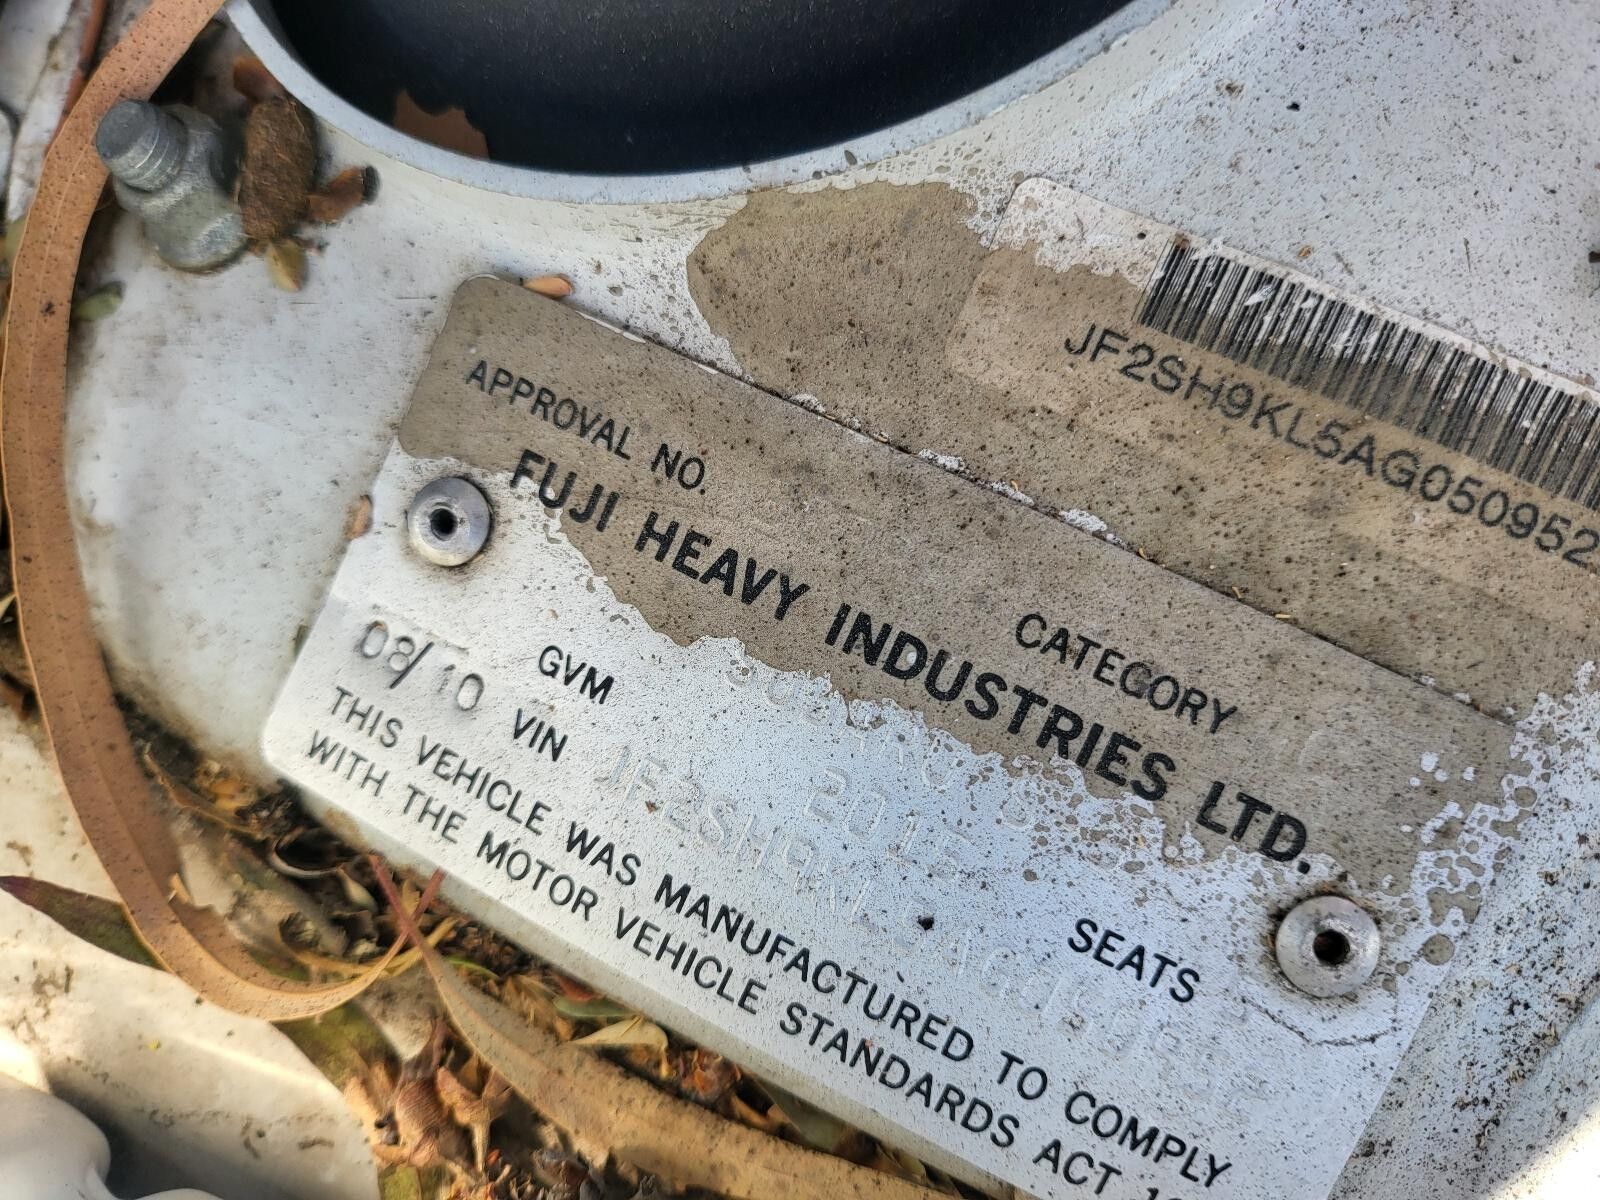 JF2SH9KL5AG050952
APPROVAL NO. CATEGORY
FUJI HEAVY INDUSTRIES LTD.
08/10 GVM 2015 SEATS
VIN JF2SH9KL5AG050952
THIS VEHICLE WAS MANUFACTURED TO COMPLY
WITH THE MOTOR VEHICLE STANDARDS ACT